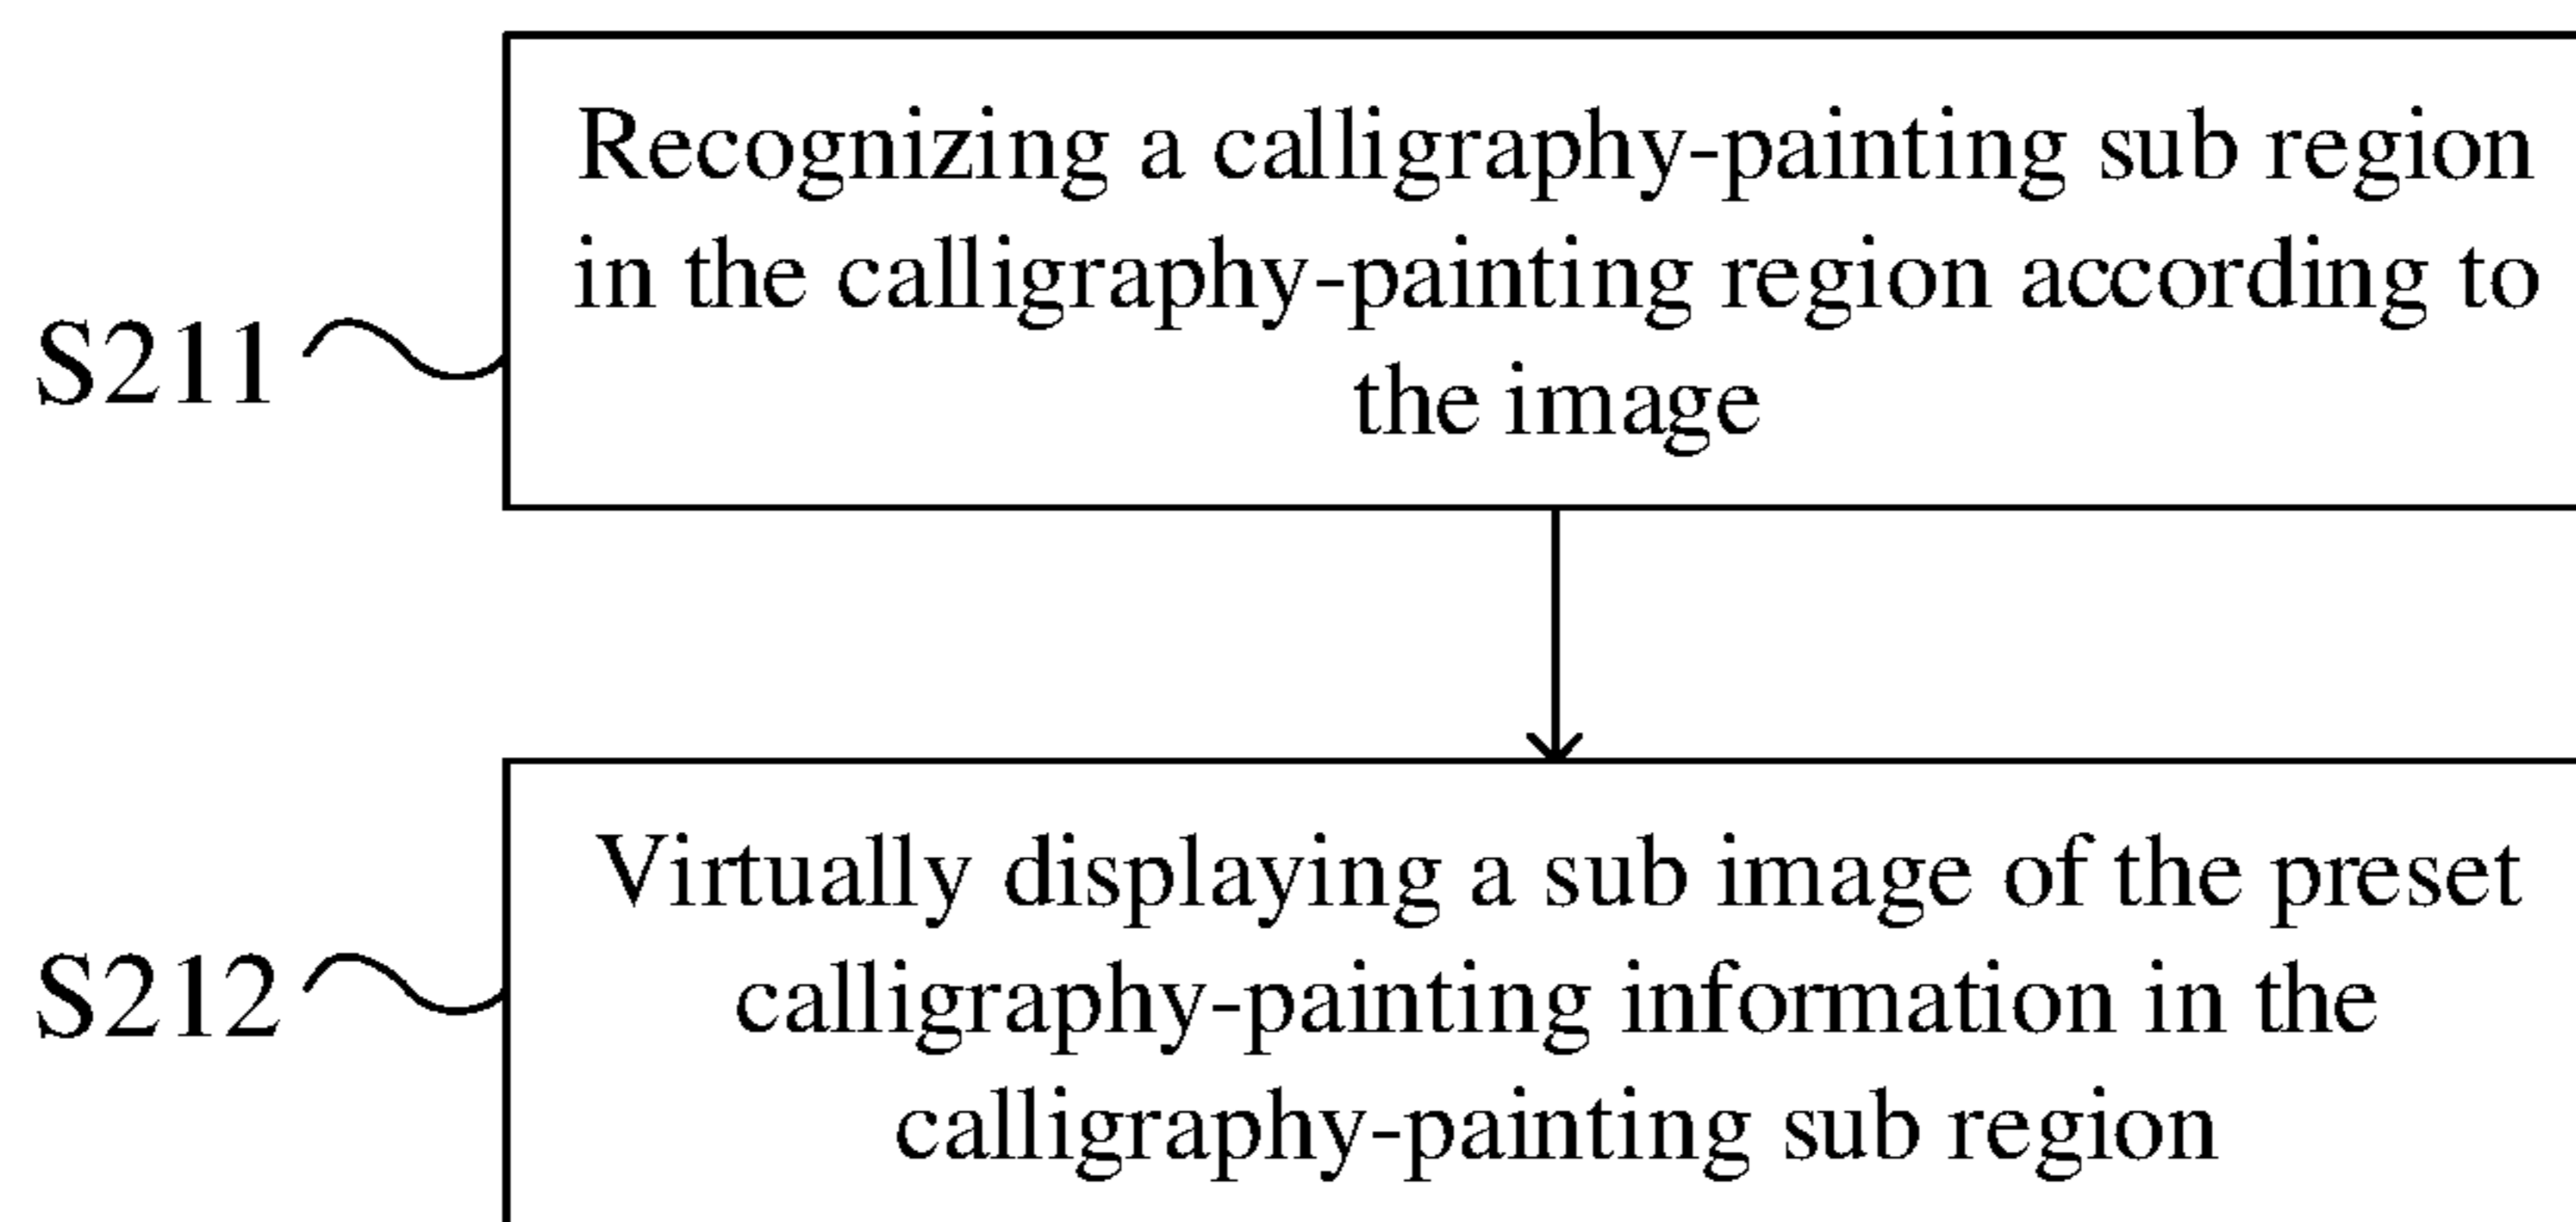 Recognizing a calligraphy-painting sub region
in the calligraphy-painting region according to
the image
S211
Virtually displaying a sub image of the preset
calligraphy-painting information in the
calligraphy-painting sub region
S212